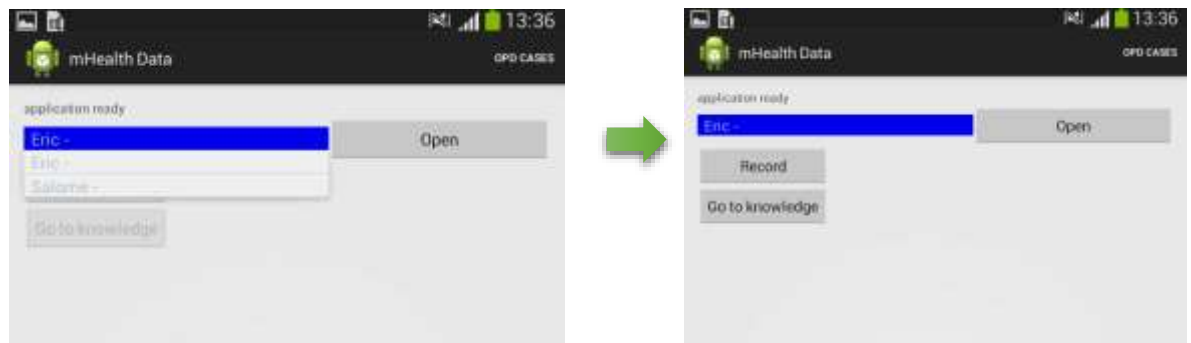 13:36
mHealth Data
OPD CASES
application ready
Eric -
Open
Eric -
Salome -
Go to knowledge
13:36
mHealth Data
OPD CASES
application ready
Eric -
Open
Record
Go to knowledge